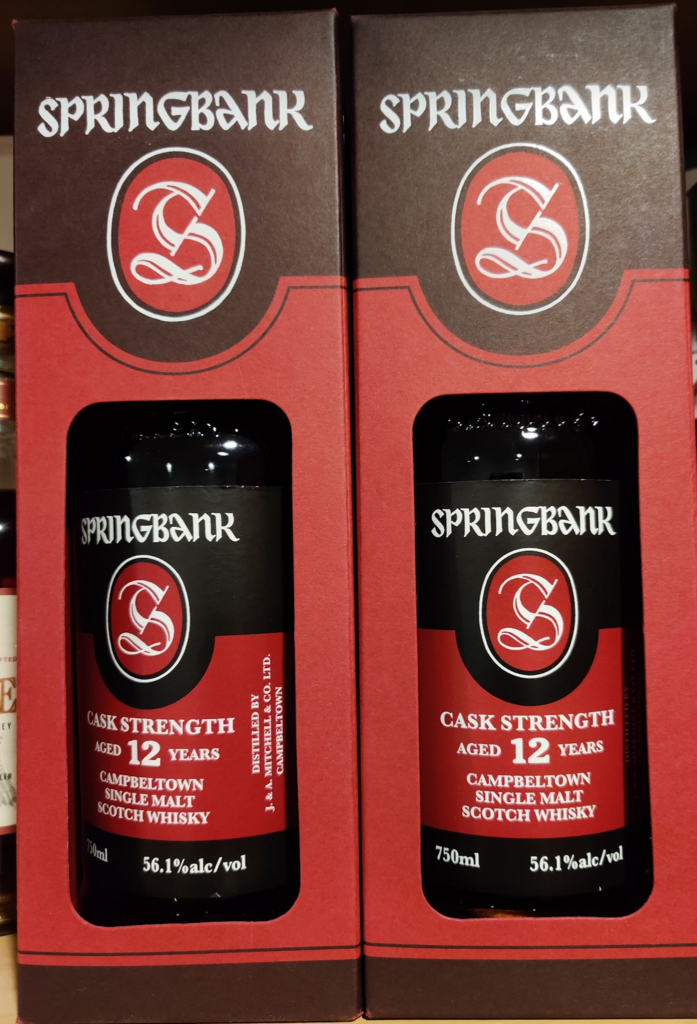 SPRINGBANK
S
SPRINGBANK
S
CASK STRENGTH
AGED 12 YEARS
CAMPBELTOWN
SINGLE MALT
SCOTCH WHISKY
750ml
56.1%alc/vol
DISTILLED BY
J. & A. MITCHELL & CO. LTD.
CAMPBELTOWN
SPRINGBANK
S
SPRINGBANK
S
CASK STRENGTH
AGED 12 YEARS
CAMPBELTOWN
SINGLE MALT
SCOTCH WHISKY
750ml
56.1%alc/vol